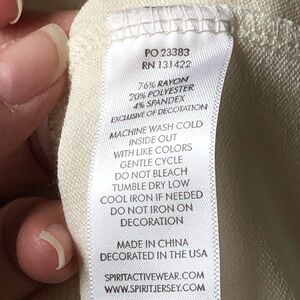 PO 23383
RN 131422
76% RAYON
20% POLYESTER
4% SPANDEX
EXCLUSIVE OF DECOTATION
MACHINE WASH COLD
INSIDE OUT
WITH LIKE COLORS
GENTLE CYCLE
DO NOT BLEACH
TUMBLE DRY LOW
COOL IRON IF NEEDED
DO NOT IRON ON
DECORATION
MADE IN CHINA
DECORATED IN THE USA
SPIRITACTIVEWEAR.COM
WWW.SPIRITJERSEY.COM